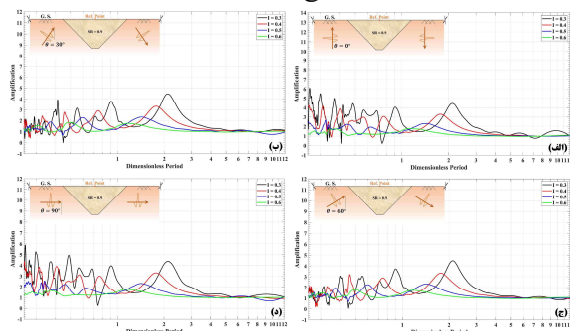 G. S.
Ref. Point
SR = 0.9
θ = 30°
I = 0.3
I = 0.4
I = 0.5
I = 0.6
Amplification
12
11
10
9
8
7
6
5
4
3
2
1
0
-1
1 2 3 4 5 6 7 8 9 10 11 12
Dimensionless Period
(ب)
G. S.
Ref. Point
SR = 0.9
θ = 0°
I = 0.3
I = 0.4
I = 0.5
I = 0.6
Amplification
14
13
12
11
10
9
8
7
6
5
4
3
2
1
0
-1
1 2 3 4 5 6 7 8 9 10 11 12
Dimensionless Period
(الف)
G. S.
Ref. Point
SR = 0.9
θ = 90°
I = 0.3
I = 0.4
I = 0.5
I = 0.6
Amplification
12
11
10
9
8
7
6
5
4
3
2
1
0
-1
1 2 3 4 5 6 7 8 9 10 11 12
Dimensionless Period
(د)
G. S.
Ref. Point
SR = 0.9
θ = 60°
I = 0.3
I = 0.4
I = 0.5
I = 0.6
Amplification
12
11
10
9
8
7
6
5
4
3
2
1
0
-1
1 2 3 4 5 6 7 8 9 10 11 12
Dimensionless Period
(ج)